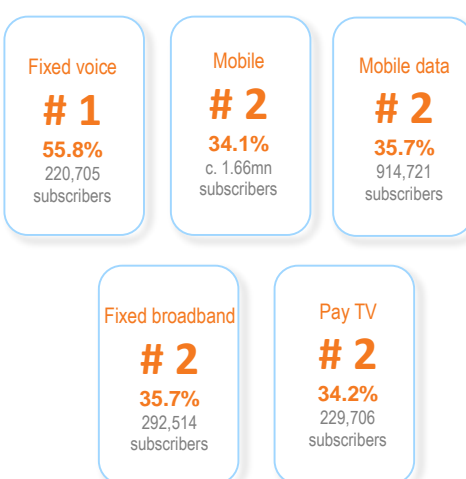 Fixed voice
# 1
55.8%
220,705
subscribers
Mobile
# 2
34.1%
c. 1.66mn
subscribers
Mobile data
# 2
35.7%
914,721
subscribers
Fixed broadband
# 2
35.7%
292,514
subscribers
Pay TV
# 2
34.2%
229,706
subscribers